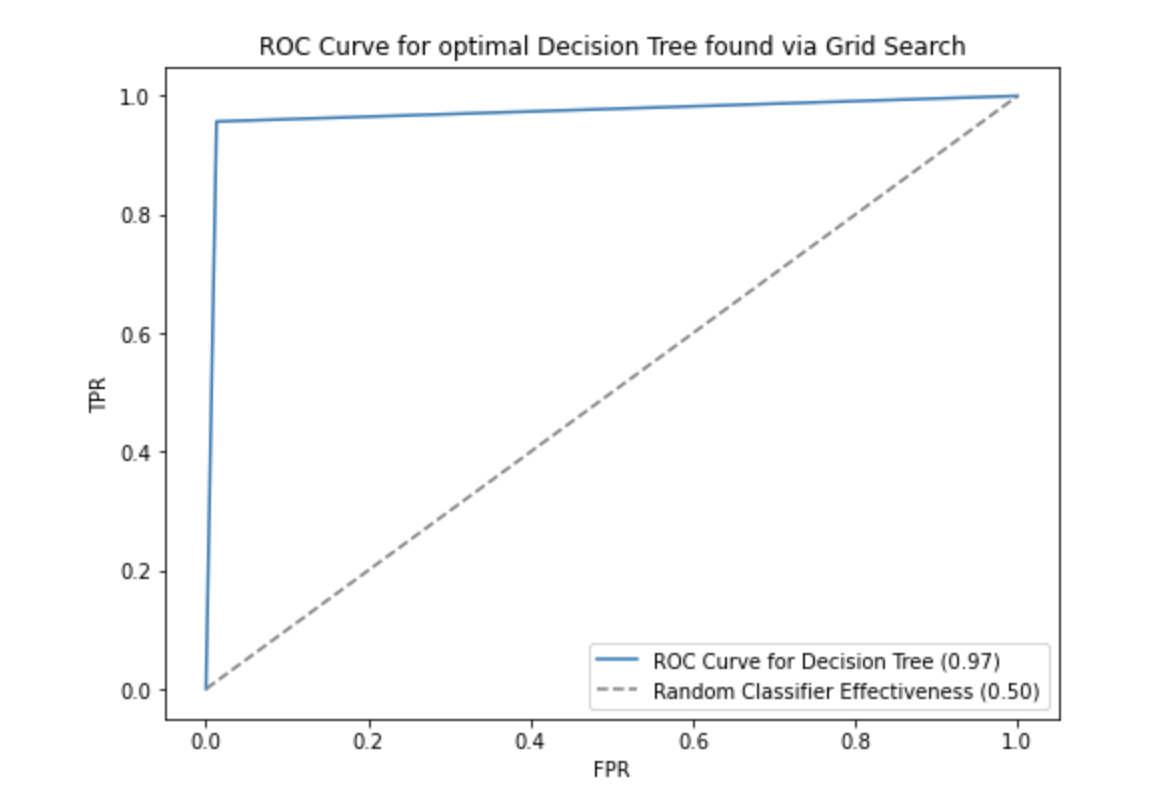 ROC Curve for optimal Decision Tree found via Grid Search
1.0
0.8
0.6
0.4
0.2
0.0
TPR
ROC Curve for Decision Tree (0.97)
Random Classifier Effectiveness (0.50)
0.0 0.2 0.4 0.6 0.8 1.0
FPR